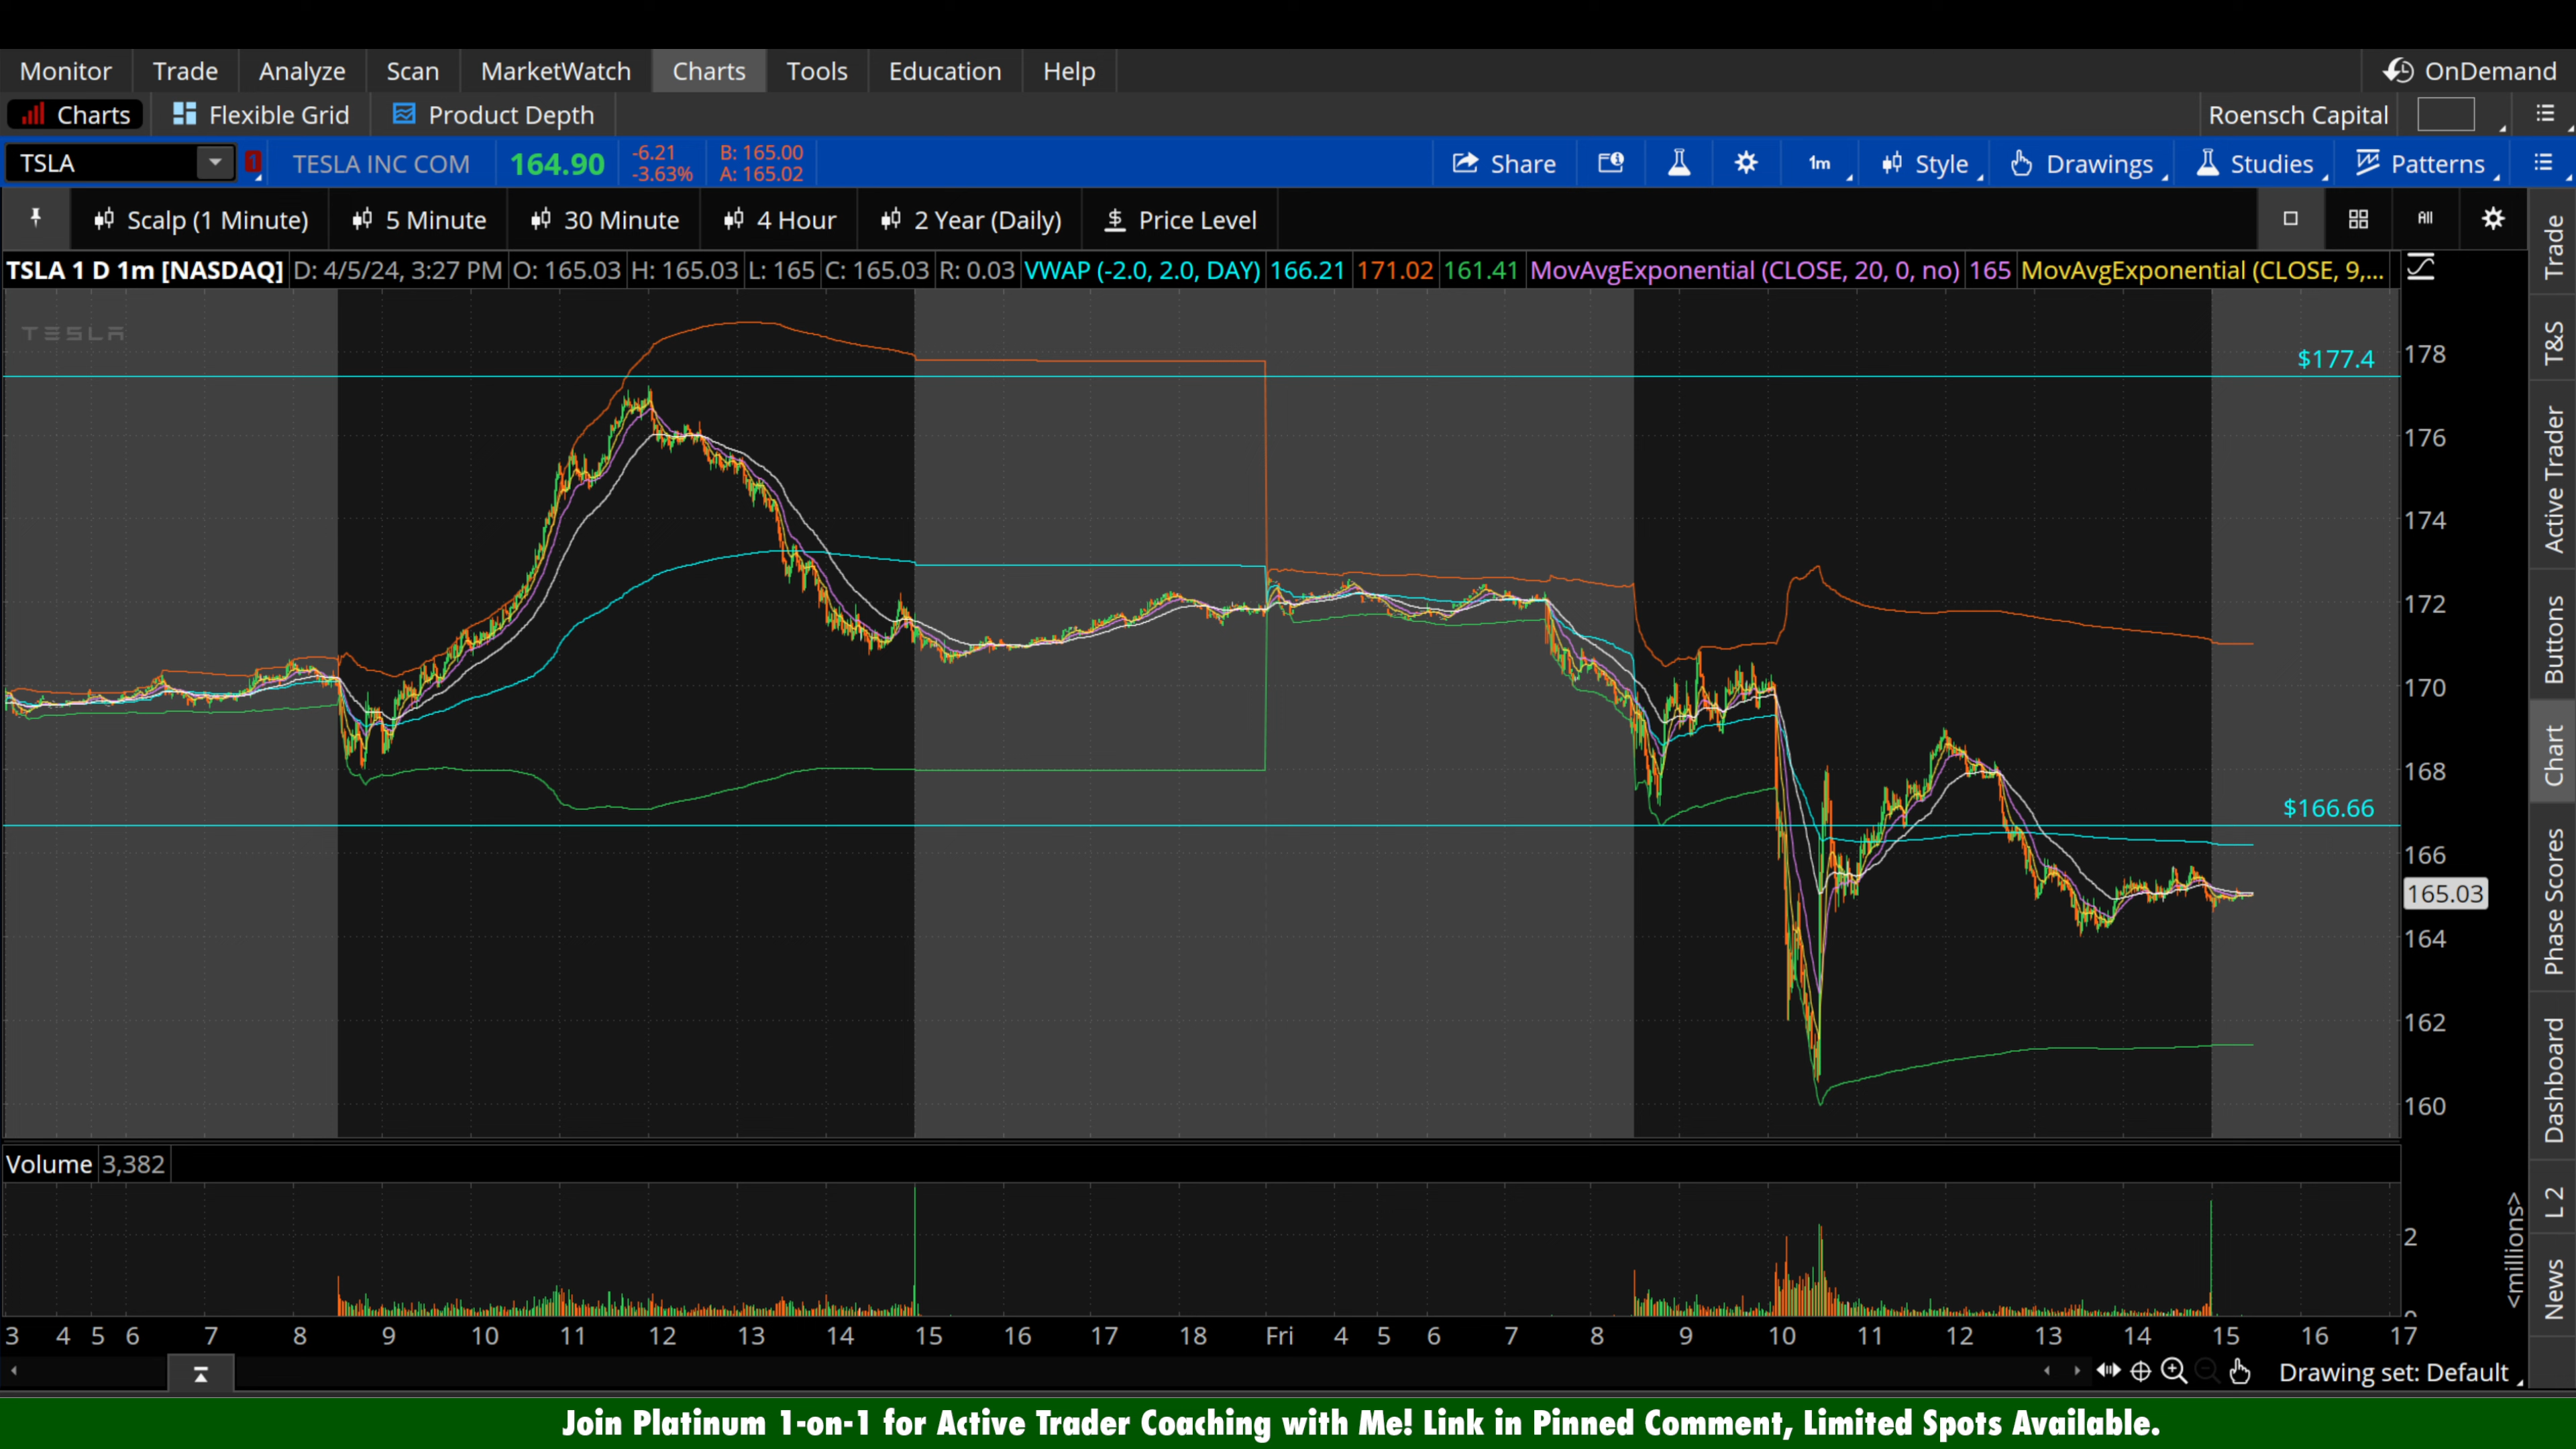 Monitor Trade Analyze Scan MarketWatch Charts Tools Education Help OnDemand
Charts Flexible Grid Product Depth Roensch Capital
TSLA 1 TESLA INC COM 164.90 -6.21 B: 165.00 Share 1m Style Drawings Studies Patterns
-3.63% A: 165.02
Scalp (1 Minute) 5 Minute 30 Minute 4 Hour 2 Year (Daily) $ Price Level All
TSLA 1 D 1m [NASDAQ] D: 4/5/24, 3:27 PM O: 165.03 H: 165.03 L: 165 C: 165.03 R: 0.03 VWAP (-2.0, 2.0, DAY) 166.21 171.02 161.41 MovAvgExponential (CLOSE, 20, 0, no) 165 MovAvgExponential (CLOSE, 9,...
TESLA
$177.4
178
176
174
172
170
168
$166.66
166
165.03
164
162
160
Volume 3,382
2
0
<millions>
3 4 5 6 7 8 9 10 11 12 13 14 15 16 17 18 Fri 4 5 6 7 8 9 10 11 12 13 14 15 16 17
Drawing set: Default
Trade
T&S
Active Trader
Buttons
Chart
Phase Scores
Dashboard
L 2
News
Join Platinum 1-on-1 for Active Trader Coaching with Me! Link in Pinned Comment, Limited Spots Available.